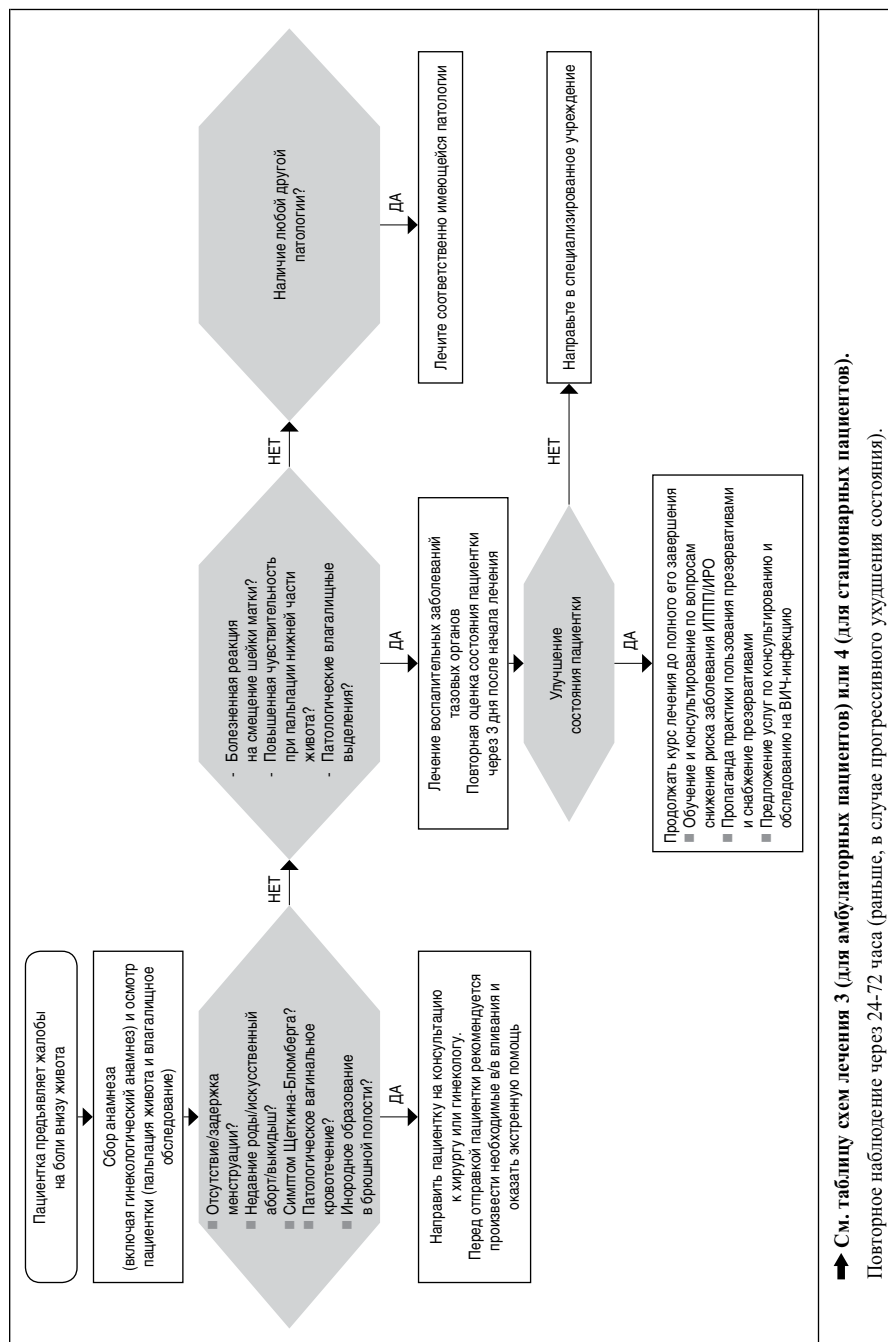 Пациентка предъявляет жалобы
на боли внизу живота
Сбор анамнеза
(включая гинекологический анамнез) и осмотр
пациентки (пальпация живота и влагалищное
обследование)
Отсутствие/задержка
менструации?
Недавние роды/искусственный
аборт/выкидыш?
Симптом Щеткина-Блюмберга?
Патологическое вагинальное
кровотечение?
Инородное образование
в брюшной полости?
ДА
Направить пациентку на консультацию
к хирургу или гинекологу.
Перед отправкой пациентки рекомендуется
произвести необходимые в/в вливания и
оказать экстренную помощь
НЕТ
- Болезненная реакция
на смещение шейки матки?
- Повышенная чувствительность
при пальпации нижней части
живота?
- Патологические влагалищные
выделения?
ДА
Лечение воспалительных заболеваний
тазовых органов
Повторная оценка состояния пациентки
через 3 дня после начала лечения
Улучшение
состояния пациентки
ДА
Продолжать курс лечения до полного его завершения
Обучение и консультирование по вопросам
снижения риска заболевания ИППП/ИРО
Пропаганда практики пользования презервативами
и снабжение презервативами
Предложение услуг по консультированию и
обследованию на ВИЧ-инфекцию
НЕТ
Наличие любой другой
патологии?
ДА
Лечите соответственно имеющейся патологии
НЕТ
Направьте в специализированное учреждение
См. таблицу схем лечения 3 (для амбулаторных пациентов) или 4 (для стационарных пациентов).
Повторное наблюдение через 24-72 часа (раньше, в случае прогрессивного ухудшения состояния).